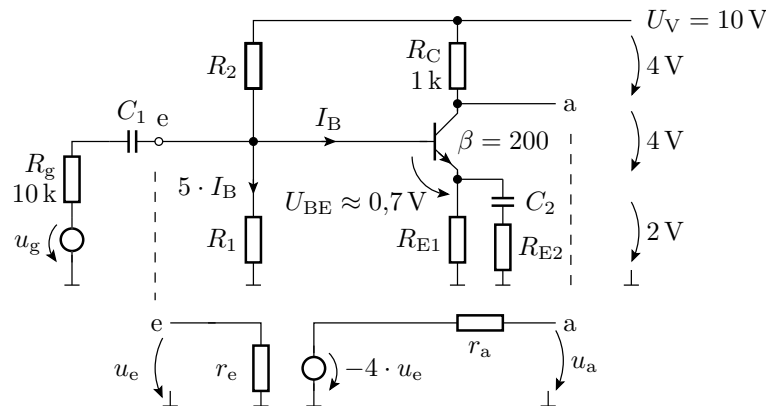 U_V = 10 V
R_2
R_C
1 k
4 V
C_1
e
I_B
a
β = 200
4 V
R_g
10 k
5 · I_B
U_BE ≈ 0,7 V
C_2
u_g
R_1
R_E1
R_E2
2 V
e
a
r_a
u_e
r_e
−4 · u_e
u_a